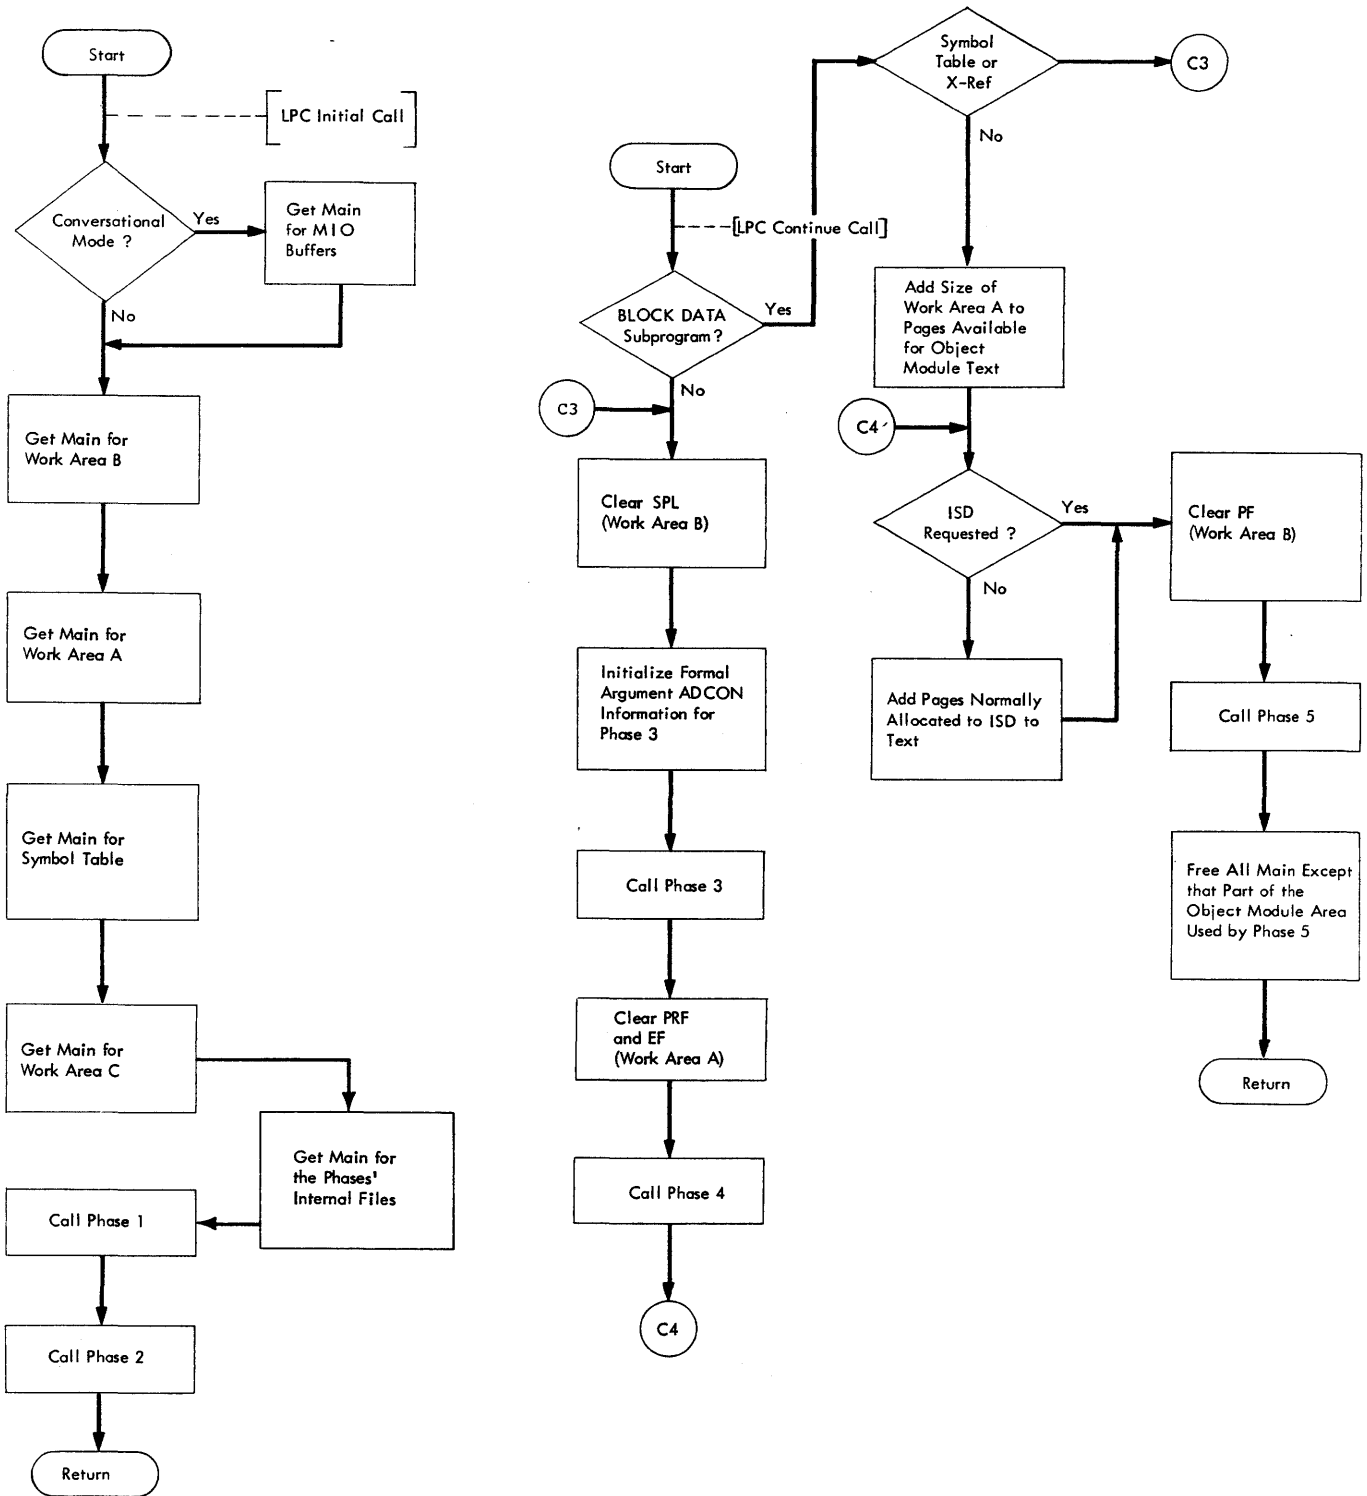 Start
LPC Initial Call
Conversational
Mode ?
Yes
Get Main
for MIO
Buffers
No
Get Main for
Work Area B
Get Main for
Work Area A
Get Main for
Symbol Table
Get Main for
Work Area C
Get Main for
the Phases'
Internal Files
Call Phase 1
Call Phase 2
Return
Start
[LPC Continue Call]
BLOCK DATA
Subprogram ?
Yes
No
C3
Clear SPL
(Work Area B)
Initialize Formal
Argument ADCON
Information for
Phase 3
Call Phase 3
Clear PRF
and EF
(Work Area A)
Call Phase 4
C4
Symbol
Table or
X-Ref
C3
No
Add Size of
Work Area A to
Pages Available
for Object
Module Text
C4
ISD
Requested ?
Yes
No
Add Pages Normally
Allocated to ISD to
Text
Clear PF
(Work Area B)
Call Phase 5
Free All Main Except
that Part of the
Object Module Area
Used by Phase 5
Return